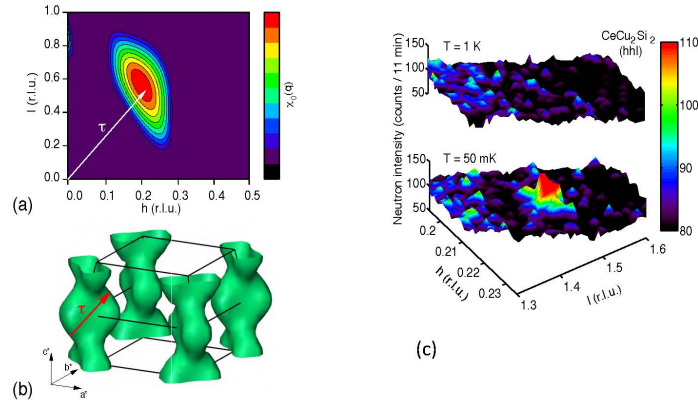 (a)
l (r.l.u.)
1.0
0.8
0.6
0.4
0.2
0.0
τ
0.0 0.1 0.2 0.3 0.4 0.5
h (r.l.u.)
χ₀(q)
(b)
τ
c*
b*
a*
(c)
CeCu₂Si₂
(hhl)
T = 1 K
150
100
50
T = 50 mK
150
100
50
Neutron intensity (counts / 11 min)
0.2
0.21
0.22
0.23
h (r.l.u.)
1.3
1.4
1.5
1.6
l (r.l.u.)
110
100
90
80